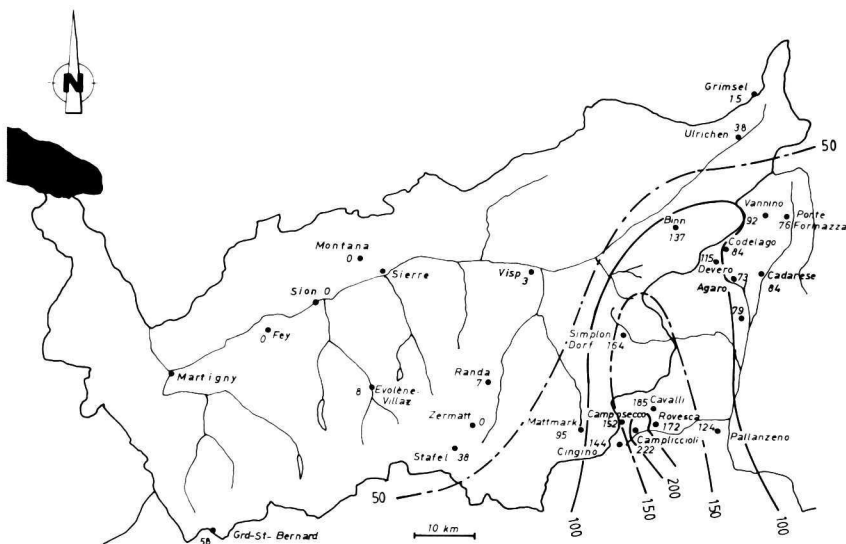 N
Grimsel
15
Ulrichen
38
50
Vannino
92
Ponte
76 Formazza
Binn
137
Codelago
84
115
Devero
73
Agaro
Cadarese
84
79
Montana
0
Sierre
Visp
3
Sion 0
0 Fey
Martigny
Simplon
Dorf 164
Randa
7
8 Evolène-
Villaz
Zermatt
0
Stafel 38
Mattmark
95
185 Cavalli
Camposecco
152
Rovesca
172
124
Pallanzeno
144
Cingino
Campliccioli
222
50
100
150
200
150
100
58
Grd-St-Bernard
10 km